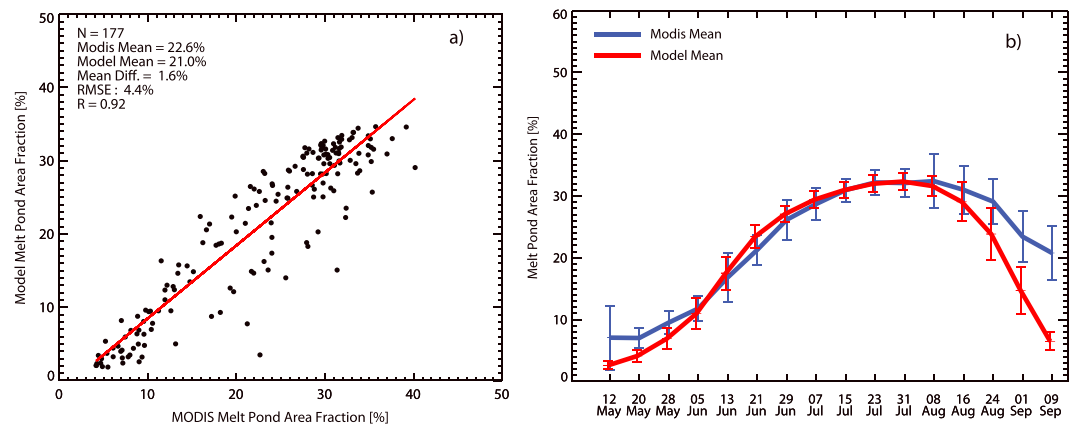 a)
N = 177
Modis Mean = 22.6%
Model Mean = 21.0%
Mean Diff. = 1.6%
RMSE : 4.4%
R = 0.92
50
40
30
20
10
0
Model Melt Pond Area Fraction [%]
0 10 20 30 40 50
MODIS Melt Pond Area Fraction [%]
b)
Modis Mean
Model Mean
60
50
40
30
20
10
0
Melt Pond Area Fraction [%]
12 20 28 05 13 21 29 07 15 23 31 08 16 24 01 09
May May May Jun Jun Jun Jun Jul Jul Jul Jul Aug Aug Aug Sep Sep